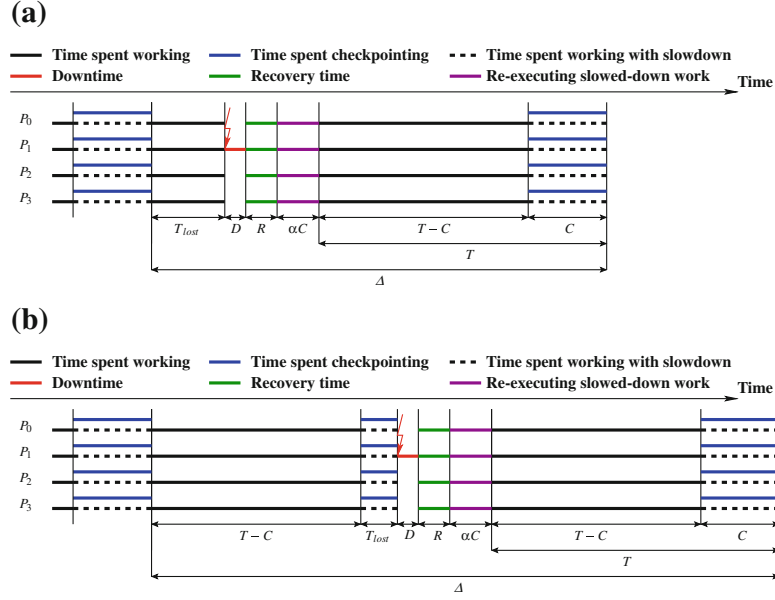 (a)
Time spent working Time spent checkpointing Time spent working with slowdown
Downtime Recovery time Re-executing slowed-down work
Time
P0
P1
P2
P3
Tlost D R αC T − C C
T
Δ
(b)
Time spent working Time spent checkpointing Time spent working with slowdown
Downtime Recovery time Re-executing slowed-down work
Time
P0
P1
P2
P3
T − C Tlost D R αC T − C C
T
Δ